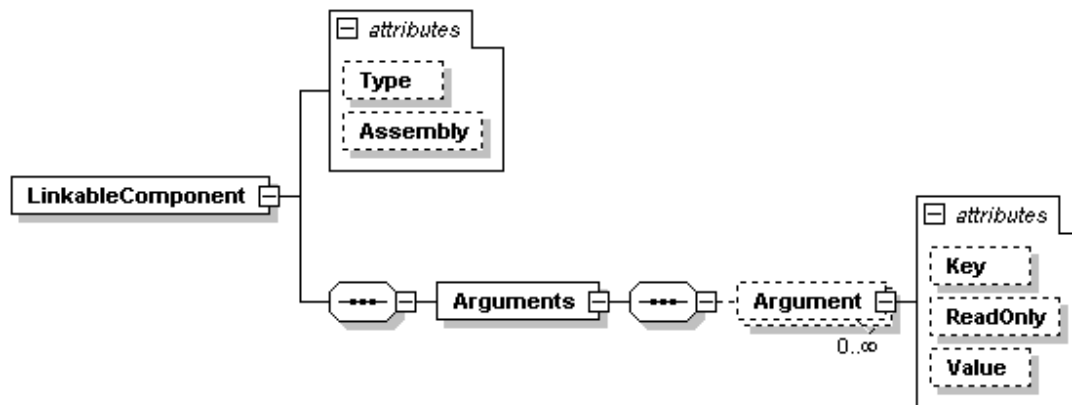 attributes
Type
Assembly
LinkableComponent
attributes
Key
Arguments
Argument
ReadOnly
0..∞
Value